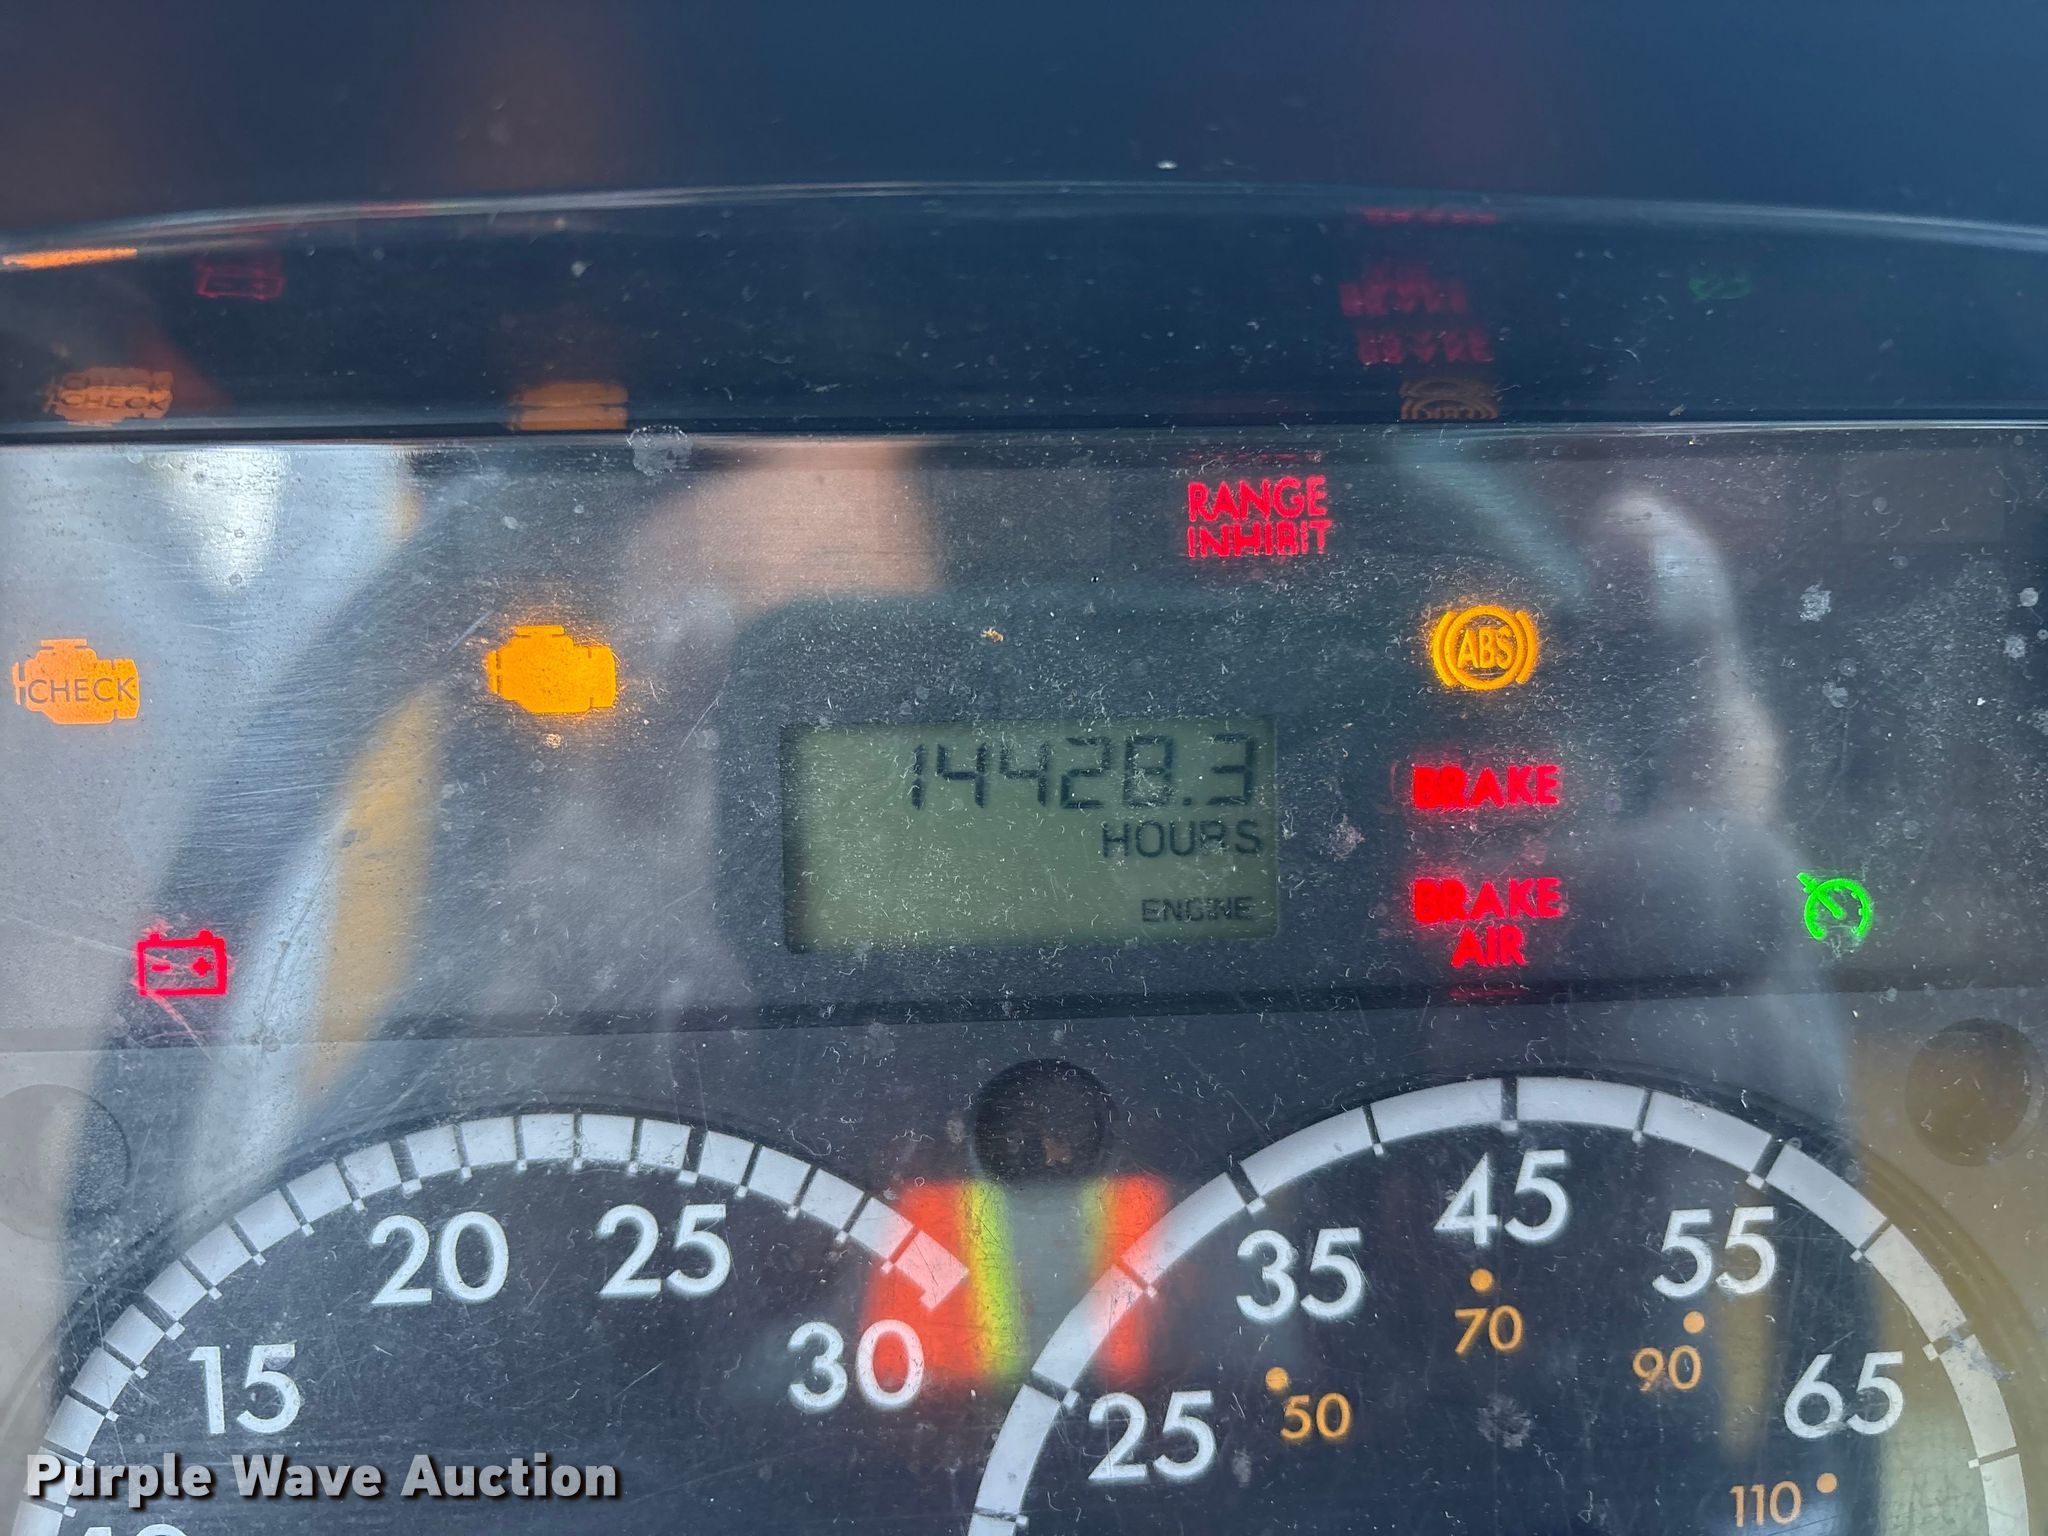 RANGE
INHIBIT
ABS
CHECK
14428.3
HOURS
ENGINE
BRAKE
BRAKE
AIR
15
20
25
30
25
35
45
55
65
50
70
90
110
Purple Wave Auction